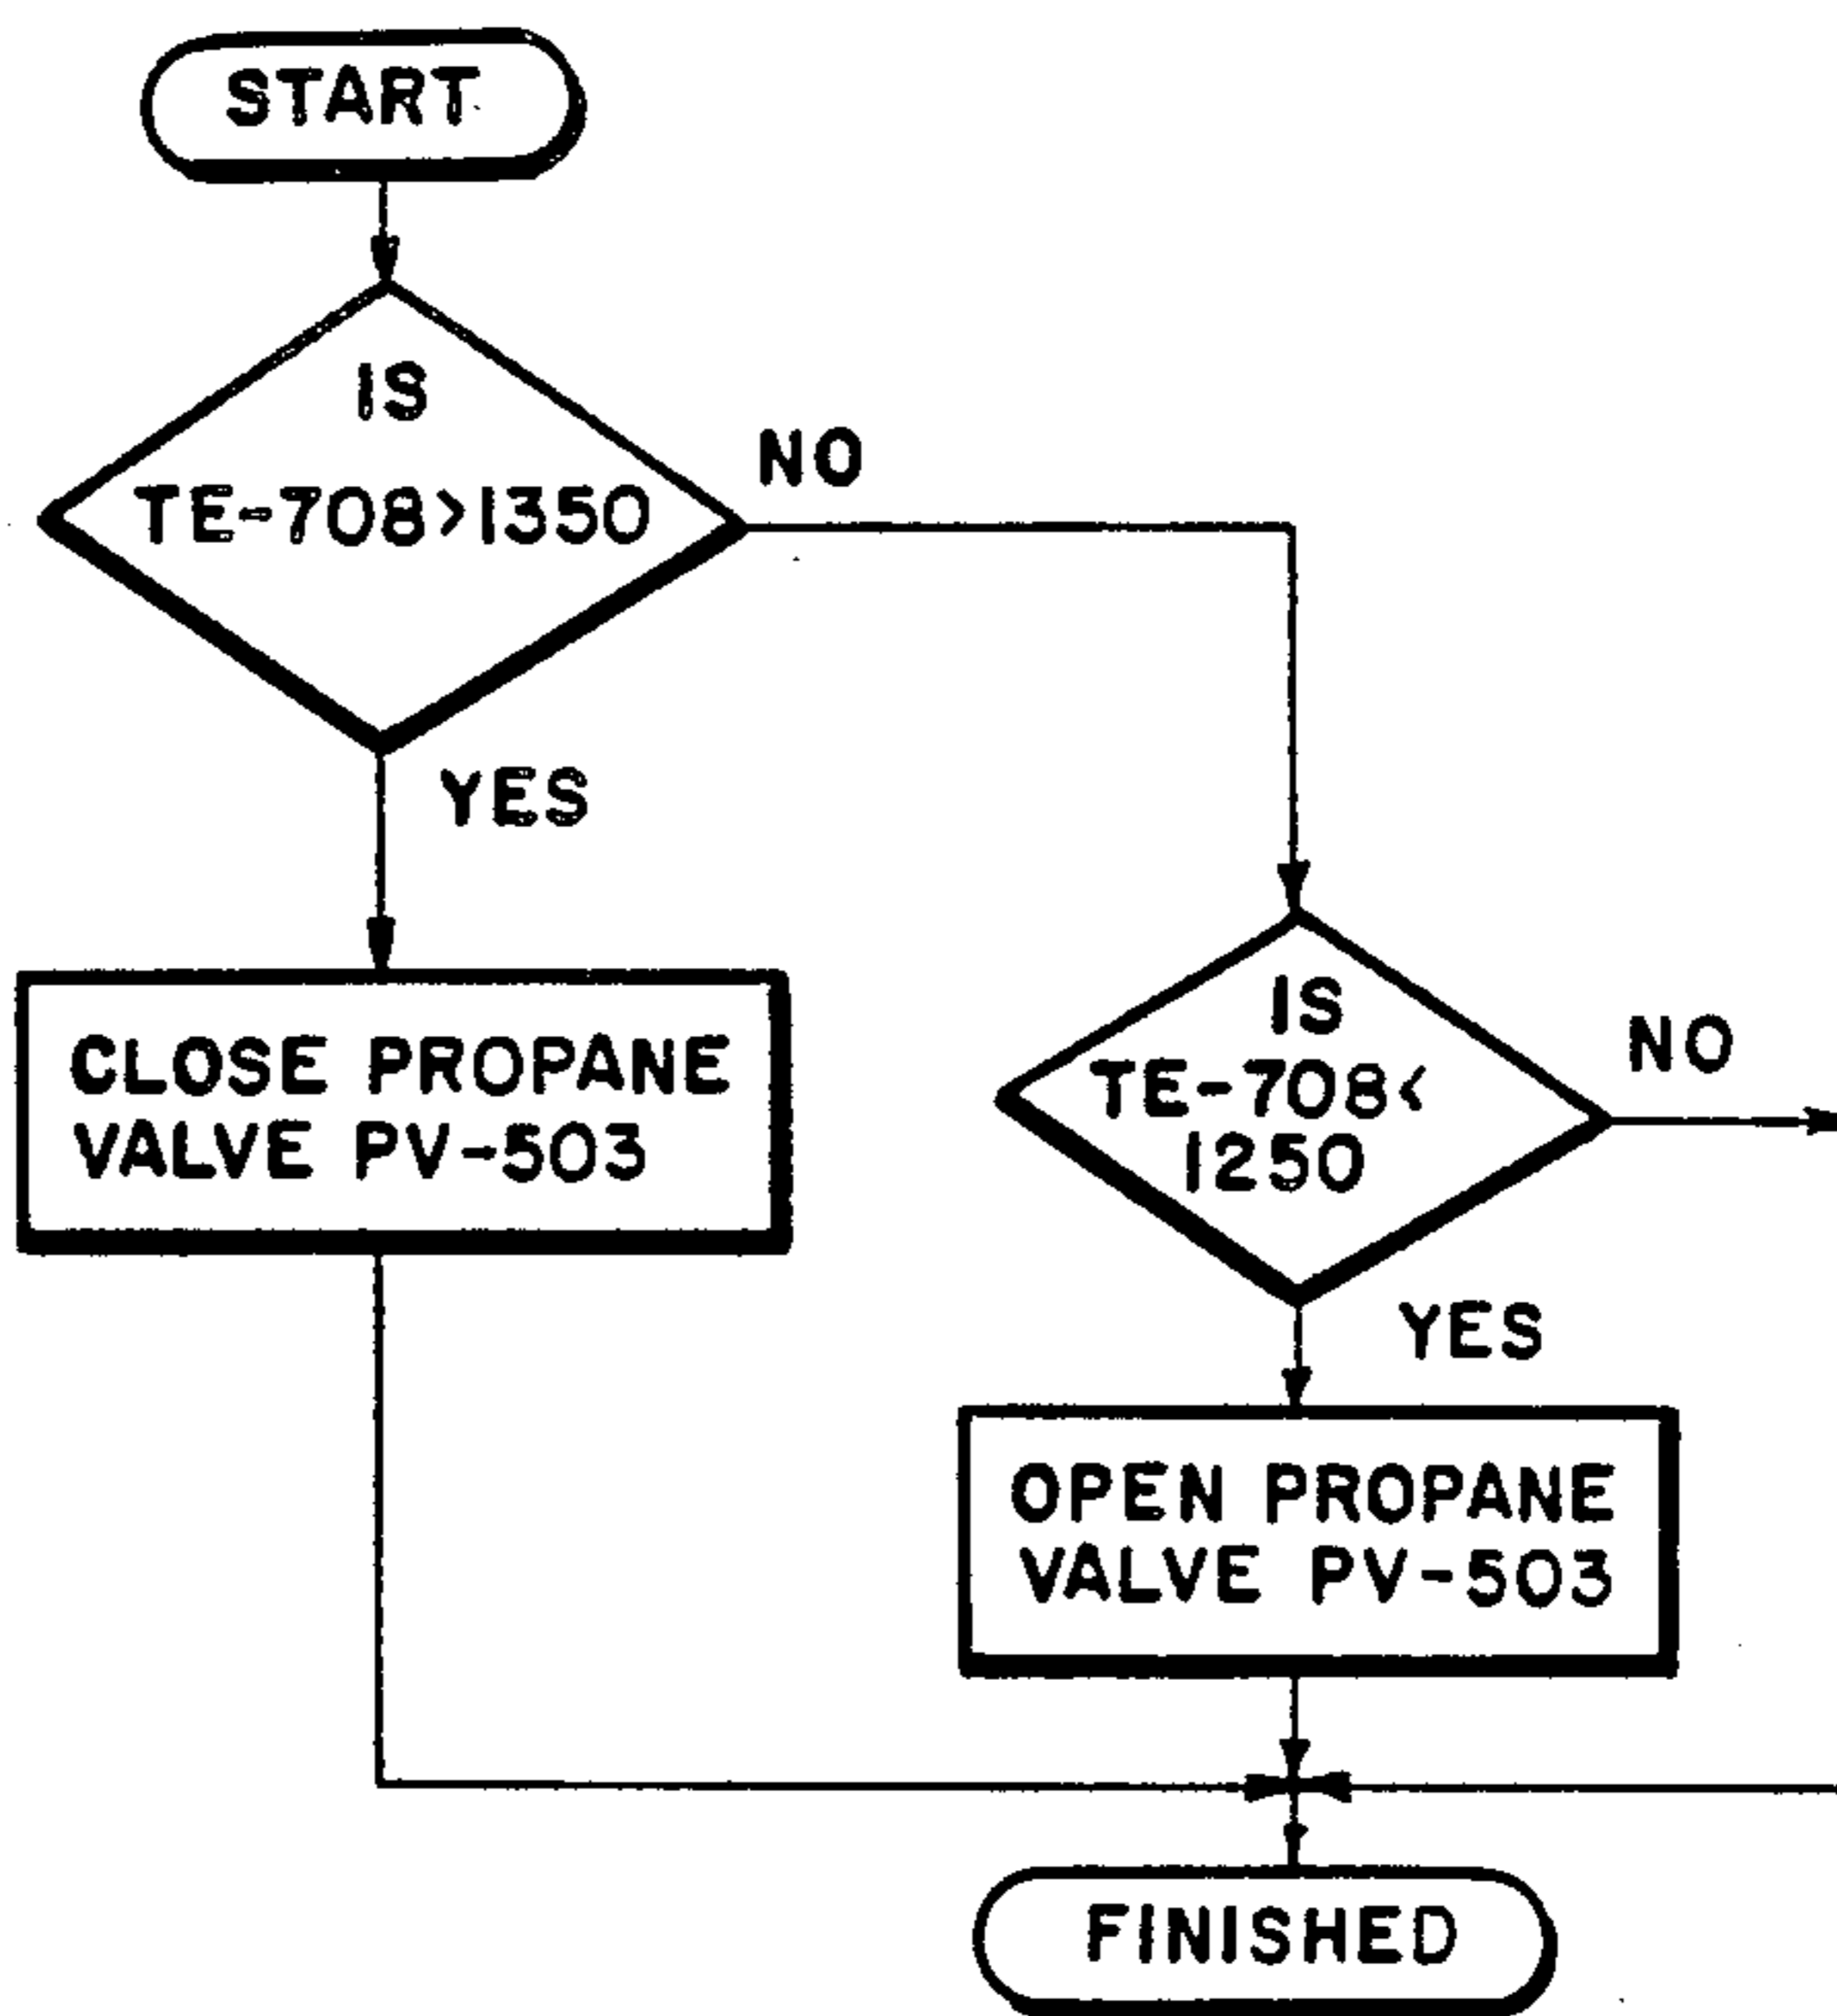 START
IS
TE-708>1350
NO
YES
CLOSE PROPANE
VALVE PV-503
IS
TE-708<
1250
NO
YES
OPEN PROPANE
VALVE PV-503
FINISHED